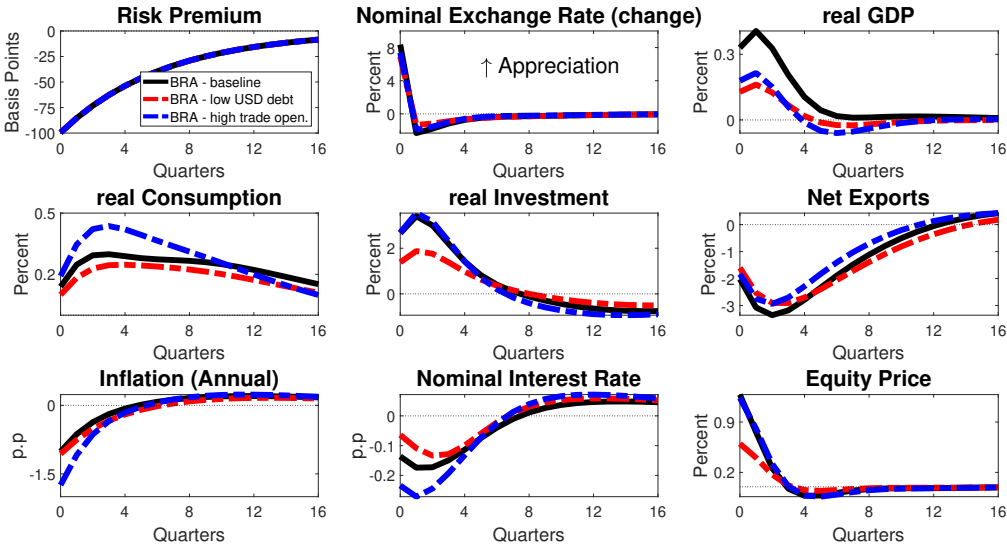 Risk Premium
Basis Points
0
-25
-50
-75
-100
BRA - baseline
BRA - low USD debt
BRA - high trade open.
0 4 8 12 16
Quarters
Nominal Exchange Rate (change)
Percent
8
4
0
↑ Appreciation
0 4 8 12 16
Quarters
real GDP
Percent
0.3
0
0 4 8 12 16
Quarters
real Consumption
Percent
0.5
0.2
0 4 8 12 16
Quarters
real Investment
Percent
2
0
0 4 8 12 16
Quarters
Net Exports
Percent
0
-1
-2
-3
0 4 8 12 16
Quarters
Inflation (Annual)
p.p
0
-1.5
0 4 8 12 16
Quarters
Nominal Interest Rate
p.p
0
-0.1
-0.2
0 4 8 12 16
Quarters
Equity Price
Percent
0.9
0.2
0 4 8 12 16
Quarters